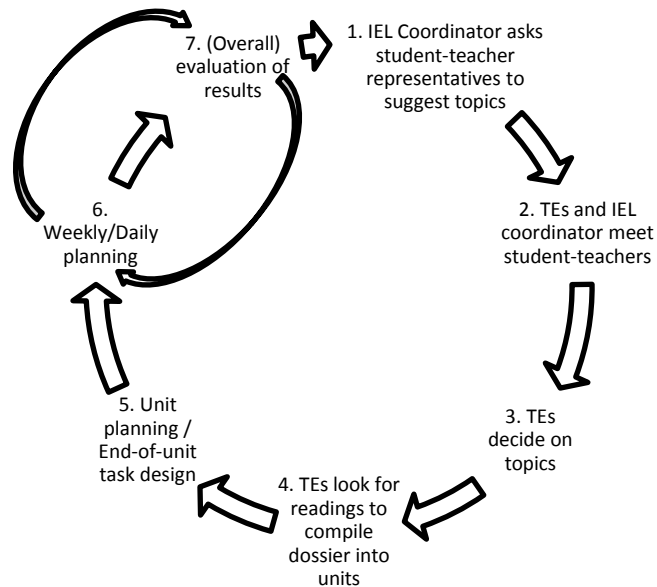 1. IEL Coordinator asks
student-teacher
representatives to
suggest topics
2. TEs and IEL
coordinator meet
student-teachers
3. TEs
decide on
topics
4. TEs look for
readings to
compile
dossier into
units
5. Unit
planning /
End-of-unit
task design
6.
Weekly/Daily
planning
7. (Overall)
evaluation of
results